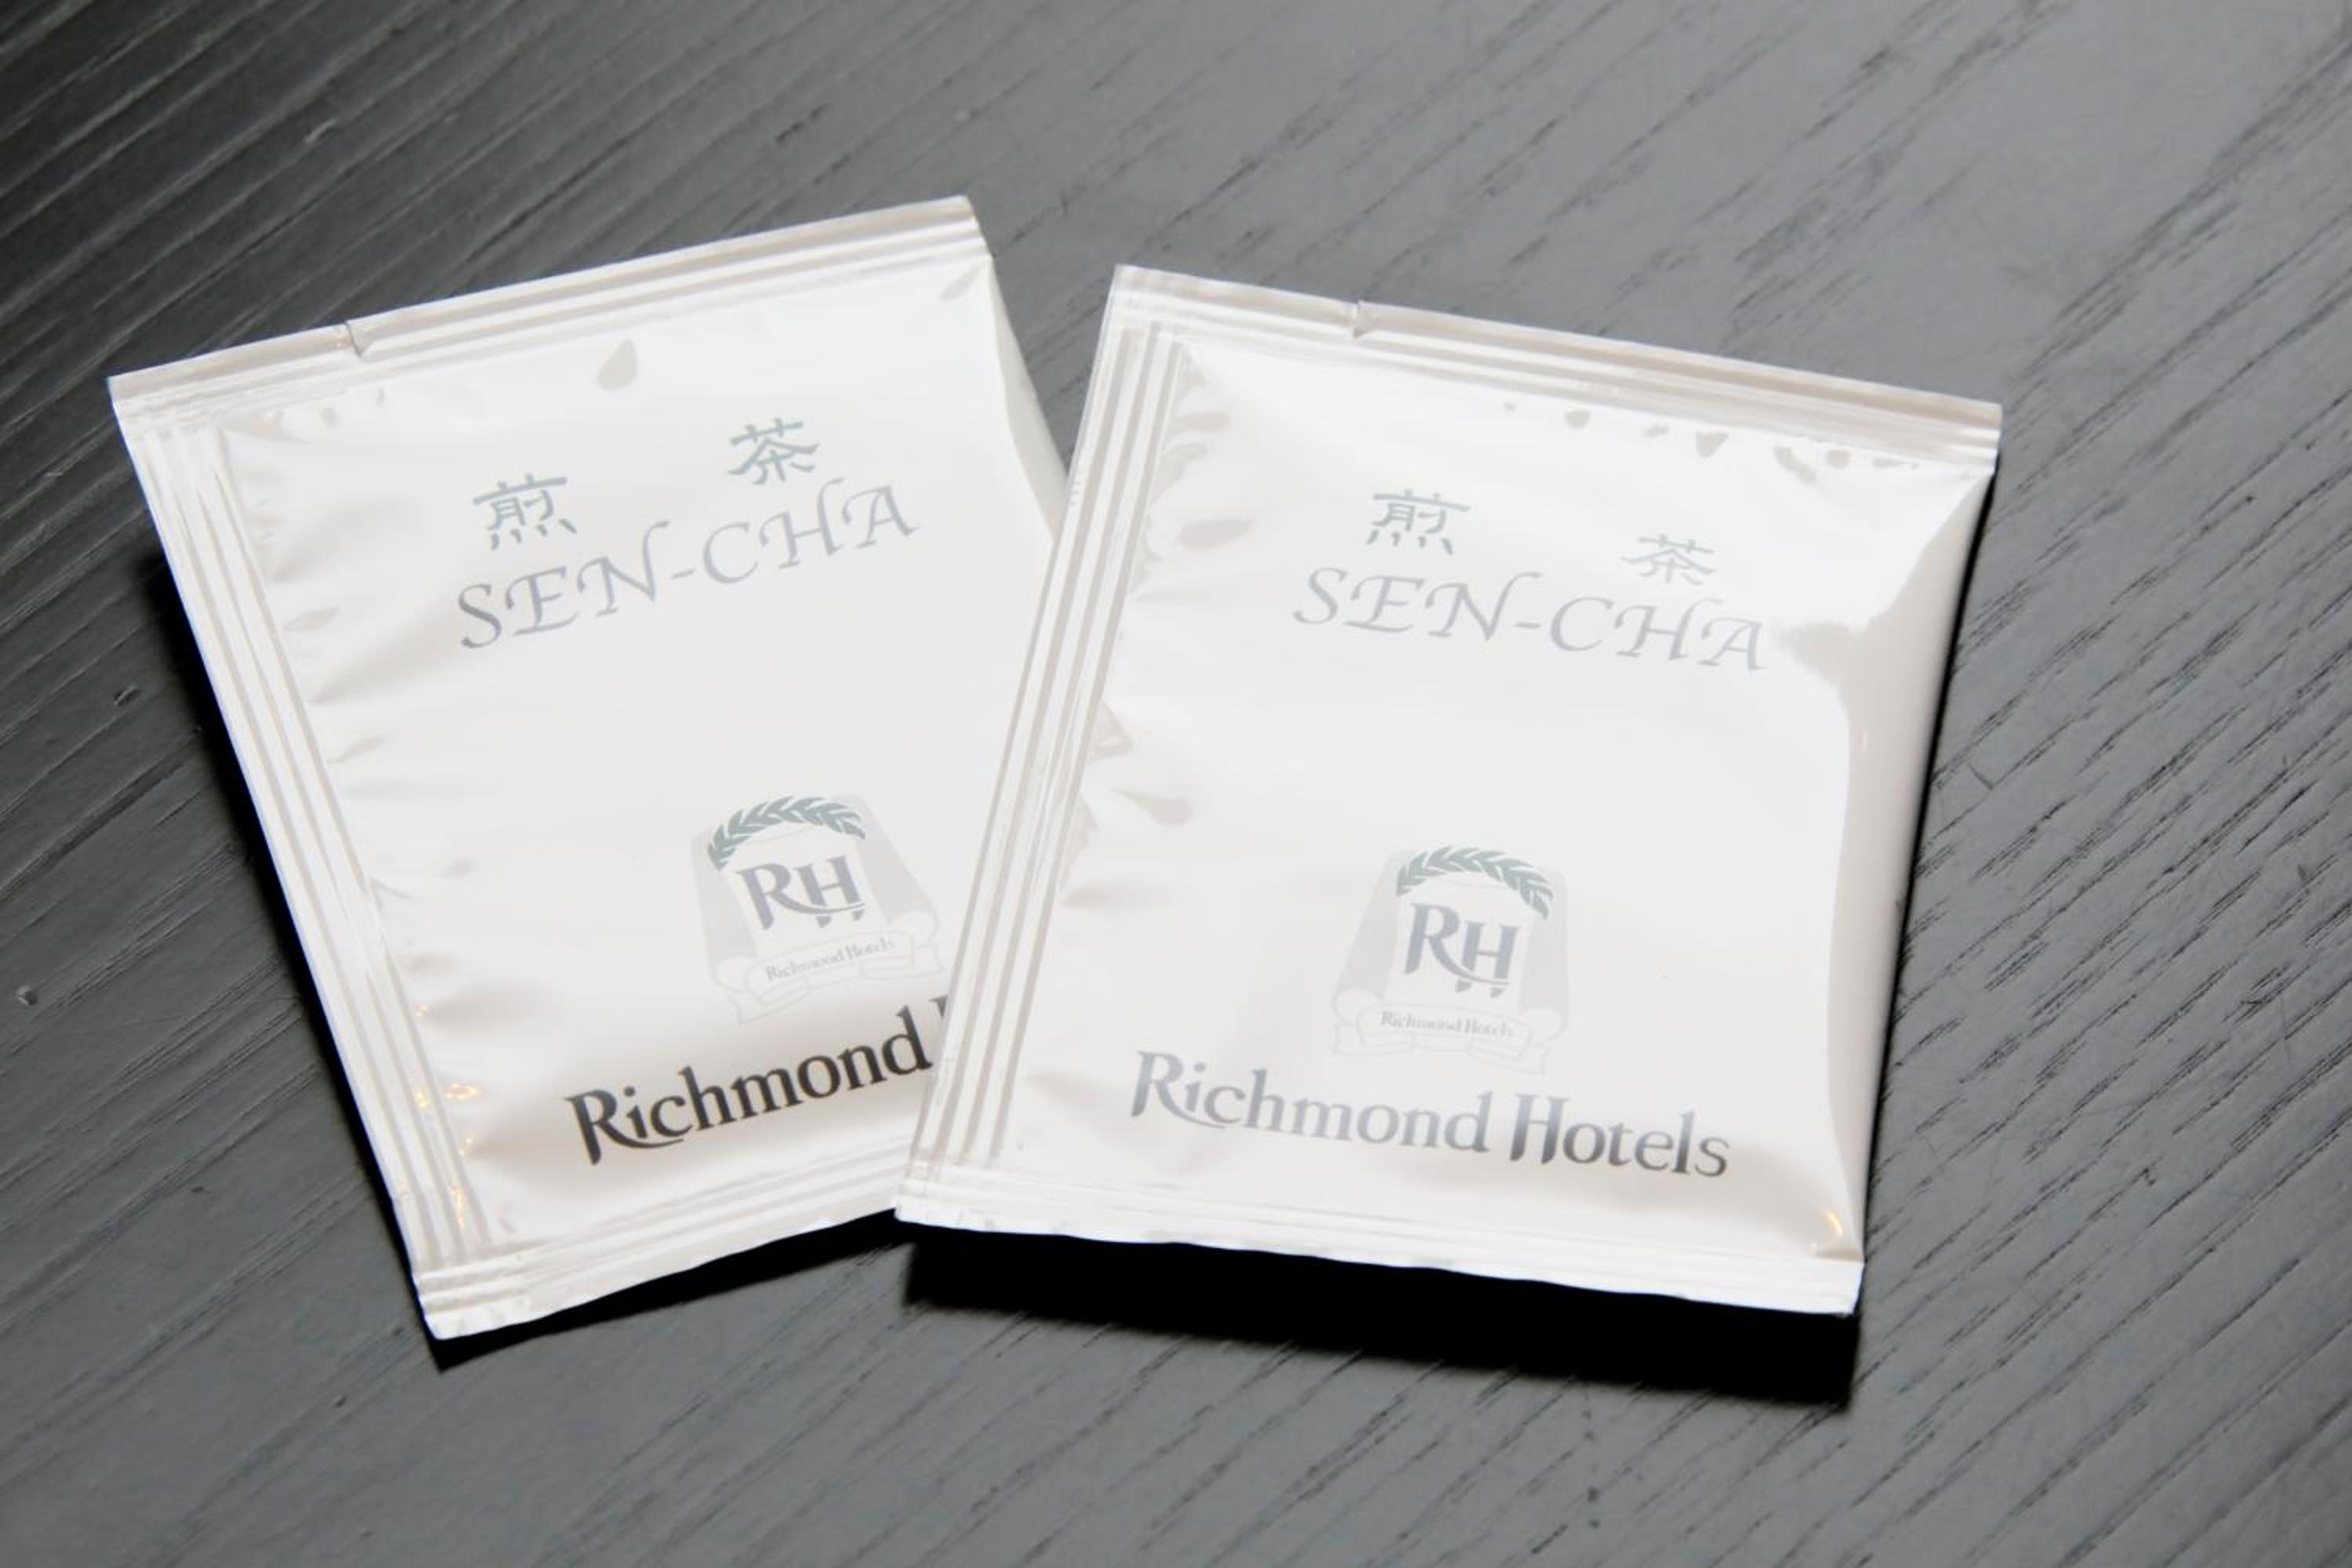 煎 茶
SEN-CHA
RH
Richmond Hotels
Richmond
煎 茶
SEN-CHA
RH
Richmond Hotels
Richmond Hotels